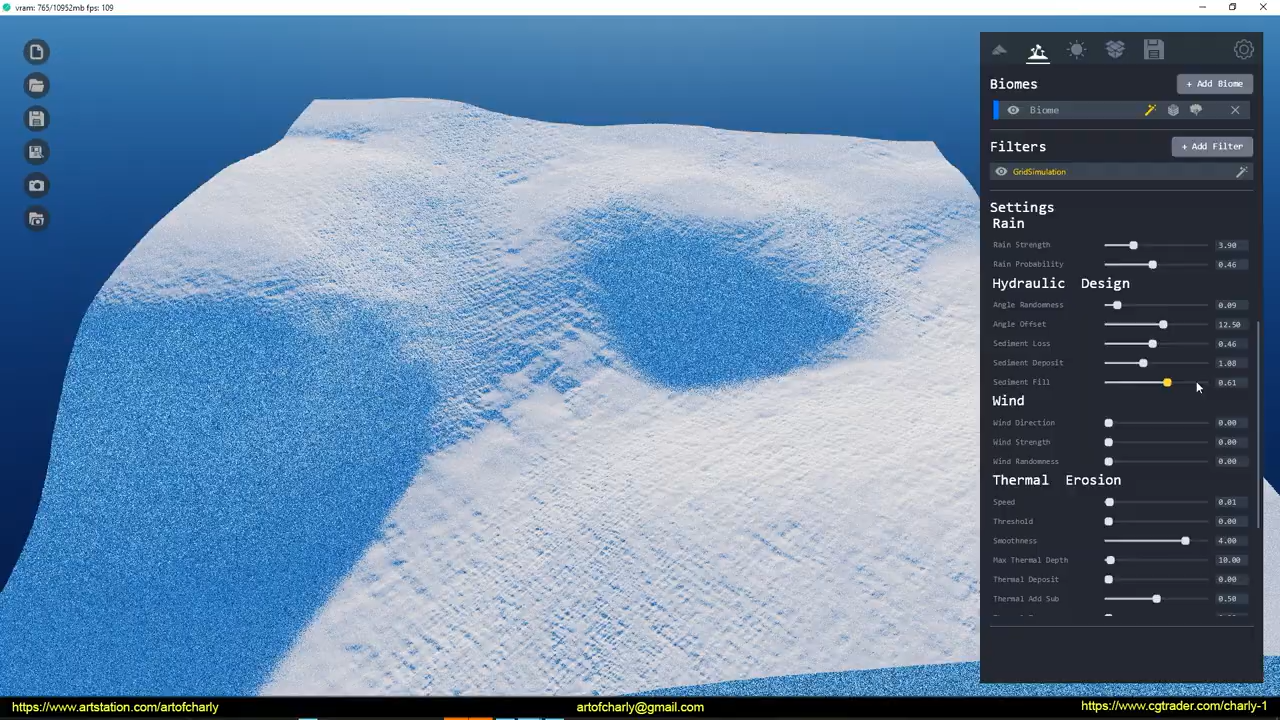 vram: 765/10952mb fps: 109
Biomes
+ Add Biome
Biome
Filters
+ Add Filter
GridSimulation
Settings
Rain
Rain Strength 3.90
Rain Probability 0.46
Hydraulic Design
Angle Randomness 0.09
Angle Offset 12.50
Sediment Loss 0.46
Sediment Deposit 1.08
Sediment Fill 0.61
Wind
Wind Direction 0.00
Wind Strength 0.00
Wind Randomness 0.00
Thermal Erosion
Speed 0.01
Threshold 0.00
Smoothness 4.00
Max Thermal Depth 10.00
Thermal Deposit 0.00
Thermal Add Sub 0.50
https://www.artstation.com/artofcharly
artofcharly@gmail.com
https://www.cgtrader.com/charly-1